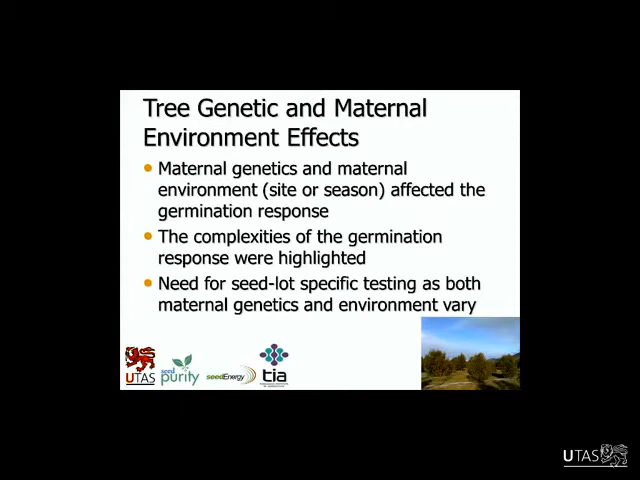 Tree Genetic and Maternal
Environment Effects
Maternal genetics and maternal
environment (site or season) affected the
germination response
The complexities of the germination
response were highlighted
Need for seed-lot specific testing as both
maternal genetics and environment vary
UTAS
seed
purity
seedEnergy
tia
UTAS